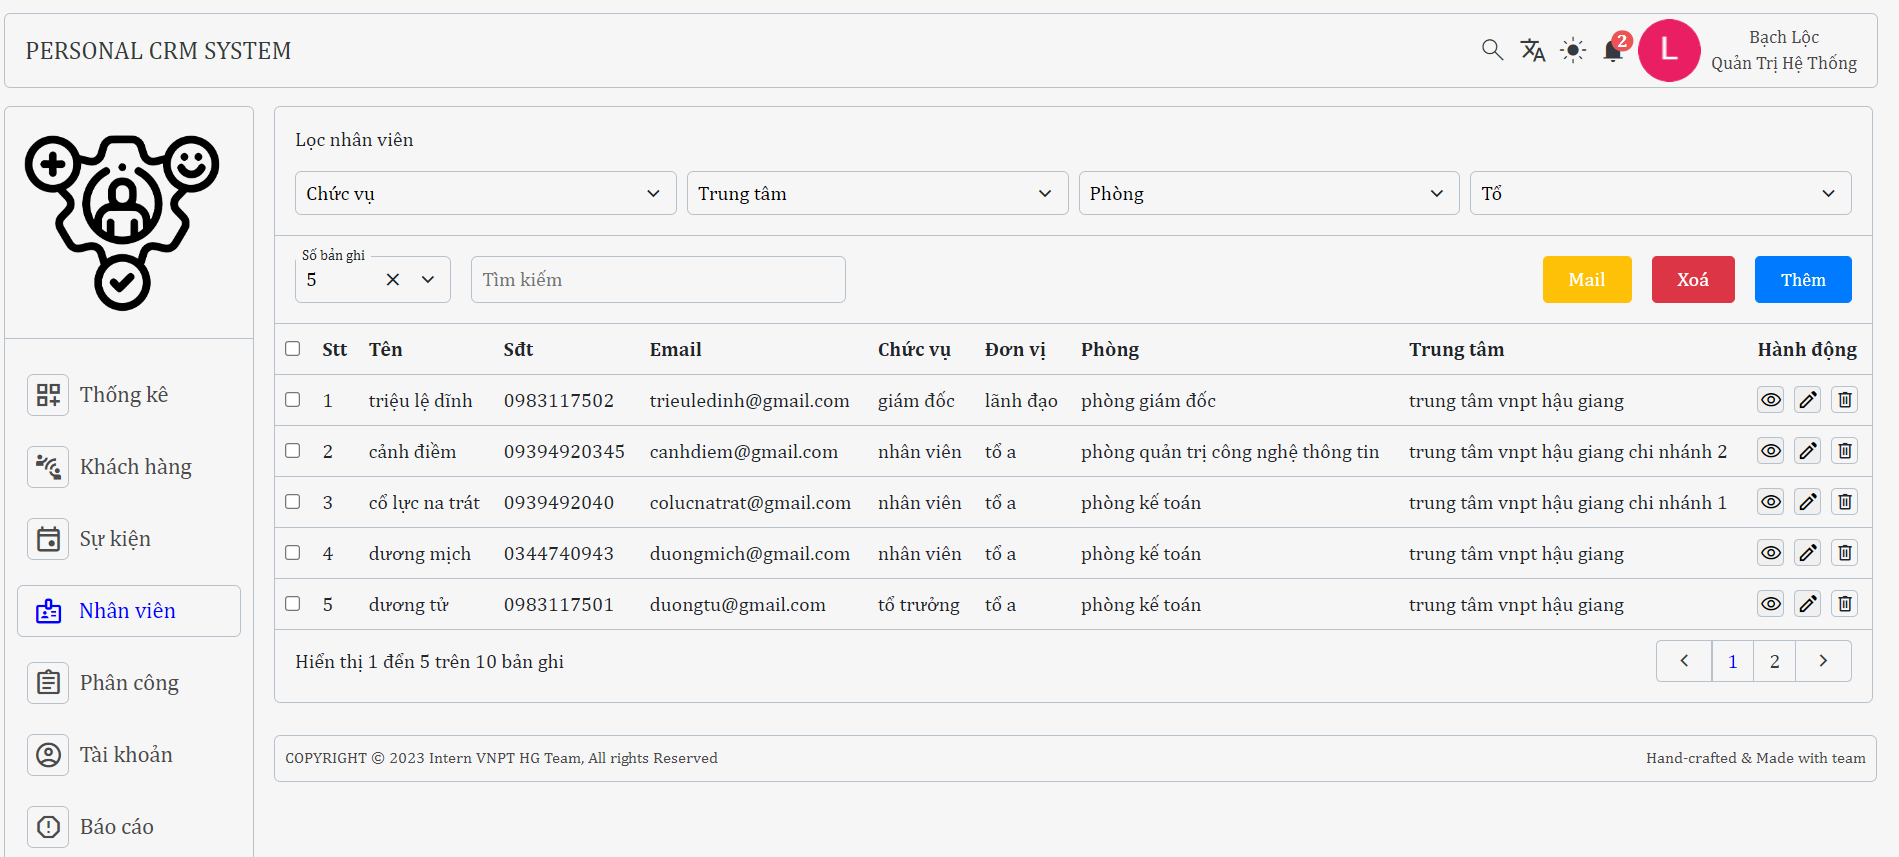 PERSONAL CRM SYSTEM
2
L
Bạch Lộc
Quản Trị Hệ Thống
Thống kê
Khách hàng
Sự kiện
Nhân viên
Phân công
Tài khoản
Báo cáo
Lọc nhân viên
Chức vụ Trung tâm Phòng Tổ
Số bản ghi
5 Tìm kiếm Mail Xoá Thêm
Stt Tên Sđt Email Chức vụ Đơn vị Phòng Trung tâm Hành động
1 triệu lệ dĩnh 0983117502 trieuledinh@gmail.com giám đốc lãnh đạo phòng giám đốc trung tâm vnpt hậu giang
2 cảnh điềm 09394920345 canhdiem@gmail.com nhân viên tổ a phòng quản trị công nghệ thông tin trung tâm vnpt hậu giang chi nhánh 2
3 cổ lực na trát 0939492040 colucnatrat@gmail.com nhân viên tổ a phòng kế toán trung tâm vnpt hậu giang chi nhánh 1
4 dương mịch 0344740943 duongmich@gmail.com nhân viên tổ a phòng kế toán trung tâm vnpt hậu giang
5 dương tử 0983117501 duongtu@gmail.com tổ trưởng tổ a phòng kế toán trung tâm vnpt hậu giang
Hiển thị 1 đển 5 trên 10 bản ghi
1 2
COPYRIGHT © 2023 Intern VNPT HG Team, All rights Reserved
Hand-crafted & Made with team